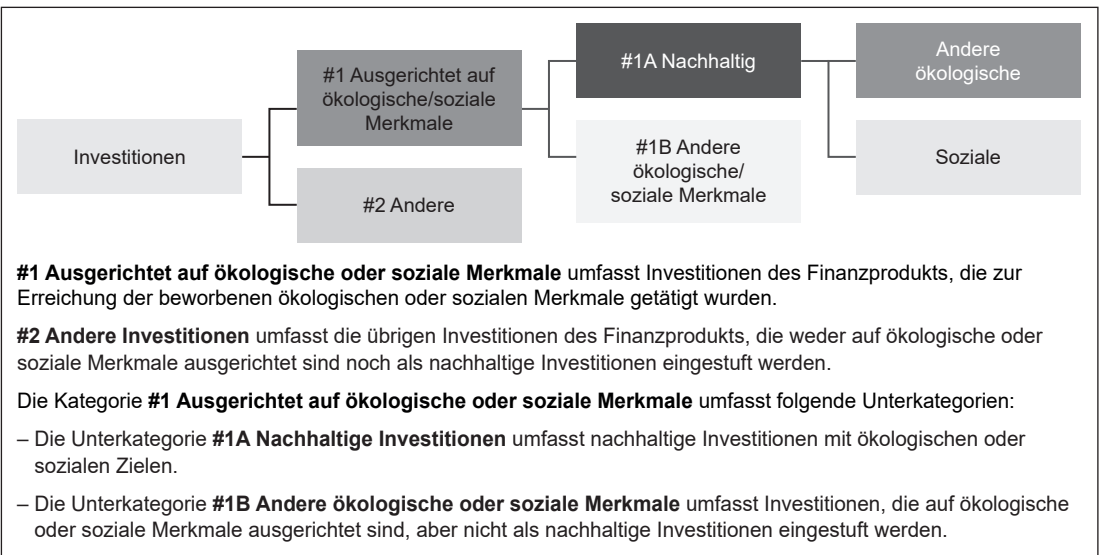 Investitionen
#1 Ausgerichtet auf
ökologische/soziale
Merkmale
#2 Andere
#1A Nachhaltig
#1B Andere
ökologische/
soziale Merkmale
Andere
ökologische
Soziale
#1 Ausgerichtet auf ökologische oder soziale Merkmale umfasst Investitionen des Finanzprodukts, die zur
Erreichung der beworbenen ökologischen oder sozialen Merkmale getätigt wurden.
#2 Andere Investitionen umfasst die übrigen Investitionen des Finanzprodukts, die weder auf ökologische oder
soziale Merkmale ausgerichtet sind noch als nachhaltige Investitionen eingestuft werden.
Die Kategorie #1 Ausgerichtet auf ökologische oder soziale Merkmale umfasst folgende Unterkategorien:
– Die Unterkategorie #1A Nachhaltige Investitionen umfasst nachhaltige Investitionen mit ökologischen oder
sozialen Zielen.
– Die Unterkategorie #1B Andere ökologische oder soziale Merkmale umfasst Investitionen, die auf ökologische
oder soziale Merkmale ausgerichtet sind, aber nicht als nachhaltige Investitionen eingestuft werden.